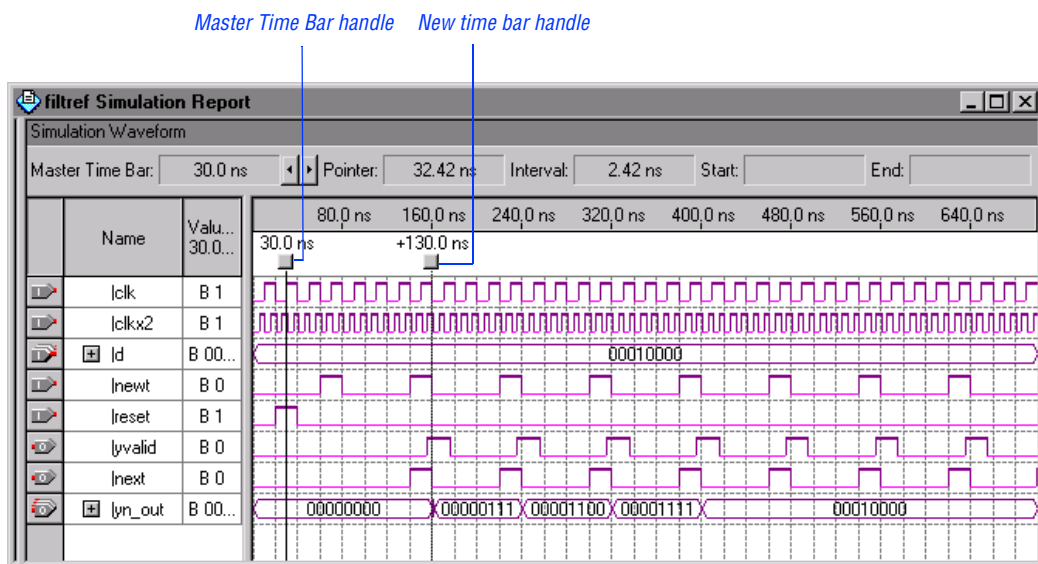 Master Time Bar handle New time bar handle
filtref Simulation Report
Simulation Waveform
Master Time Bar: 30.0 ns Pointer: 32.42 ns Interval: 2.42 ns Start: End:
Name Valu... 30.0...
80.0 ns 160.0 ns 240.0 ns 320.0 ns 400.0 ns 480.0 ns 560.0 ns 640.0 ns
30.0 ns +130.0 ns
|clk B 1
|clkx2 B 1
|d B 00... 00010000
|newt B 0
|reset B 1
|yvalid B 0
|next B 0
|yn_out B 00... 00000000 00000111 00001100 00001111 00010000